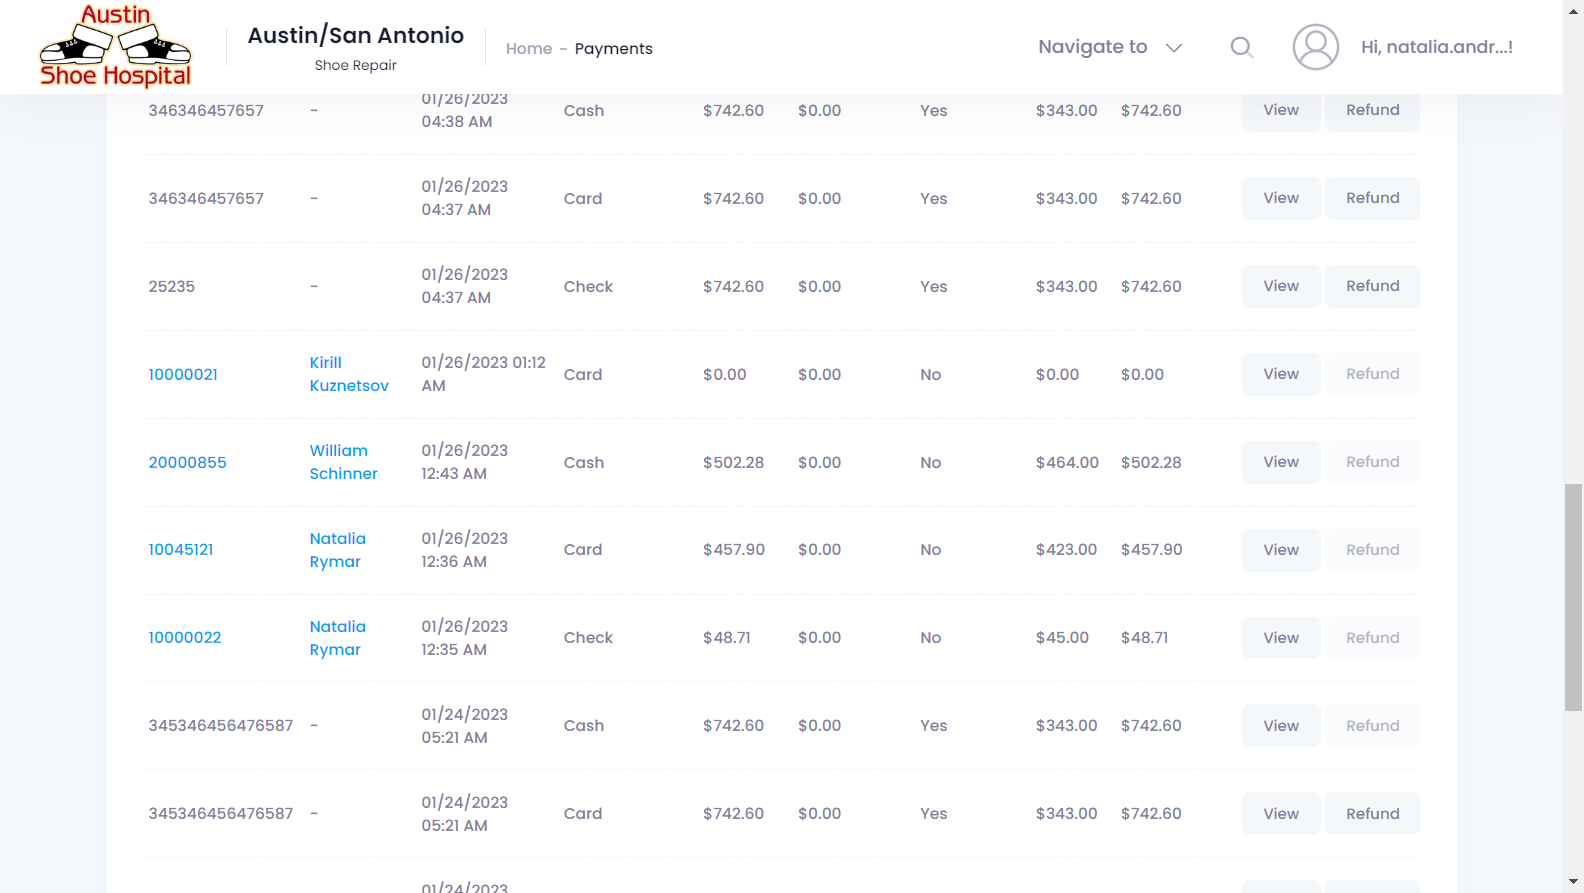 Austin
Shoe Hospital
Austin/San Antonio
Shoe Repair
Home - Payments
Navigate to
Hi, natalia.andr...!
346346457657 - 01/26/2023 04:38 AM Cash $742.60 $0.00 Yes $343.00 $742.60 View Refund
346346457657 - 01/26/2023 04:37 AM Card $742.60 $0.00 Yes $343.00 $742.60 View Refund
25235 - 01/26/2023 04:37 AM Check $742.60 $0.00 Yes $343.00 $742.60 View Refund
10000021 Kirill Kuznetsov 01/26/2023 01:12 AM Card $0.00 $0.00 No $0.00 $0.00 View Refund
20000855 William Schinner 01/26/2023 12:43 AM Cash $502.28 $0.00 No $464.00 $502.28 View Refund
10045121 Natalia Rymar 01/26/2023 12:36 AM Card $457.90 $0.00 No $423.00 $457.90 View Refund
10000022 Natalia Rymar 01/26/2023 12:35 AM Check $48.71 $0.00 No $45.00 $48.71 View Refund
345346456476587 - 01/24/2023 05:21 AM Cash $742.60 $0.00 Yes $343.00 $742.60 View Refund
345346456476587 - 01/24/2023 05:21 AM Card $742.60 $0.00 Yes $343.00 $742.60 View Refund
01/24/2023